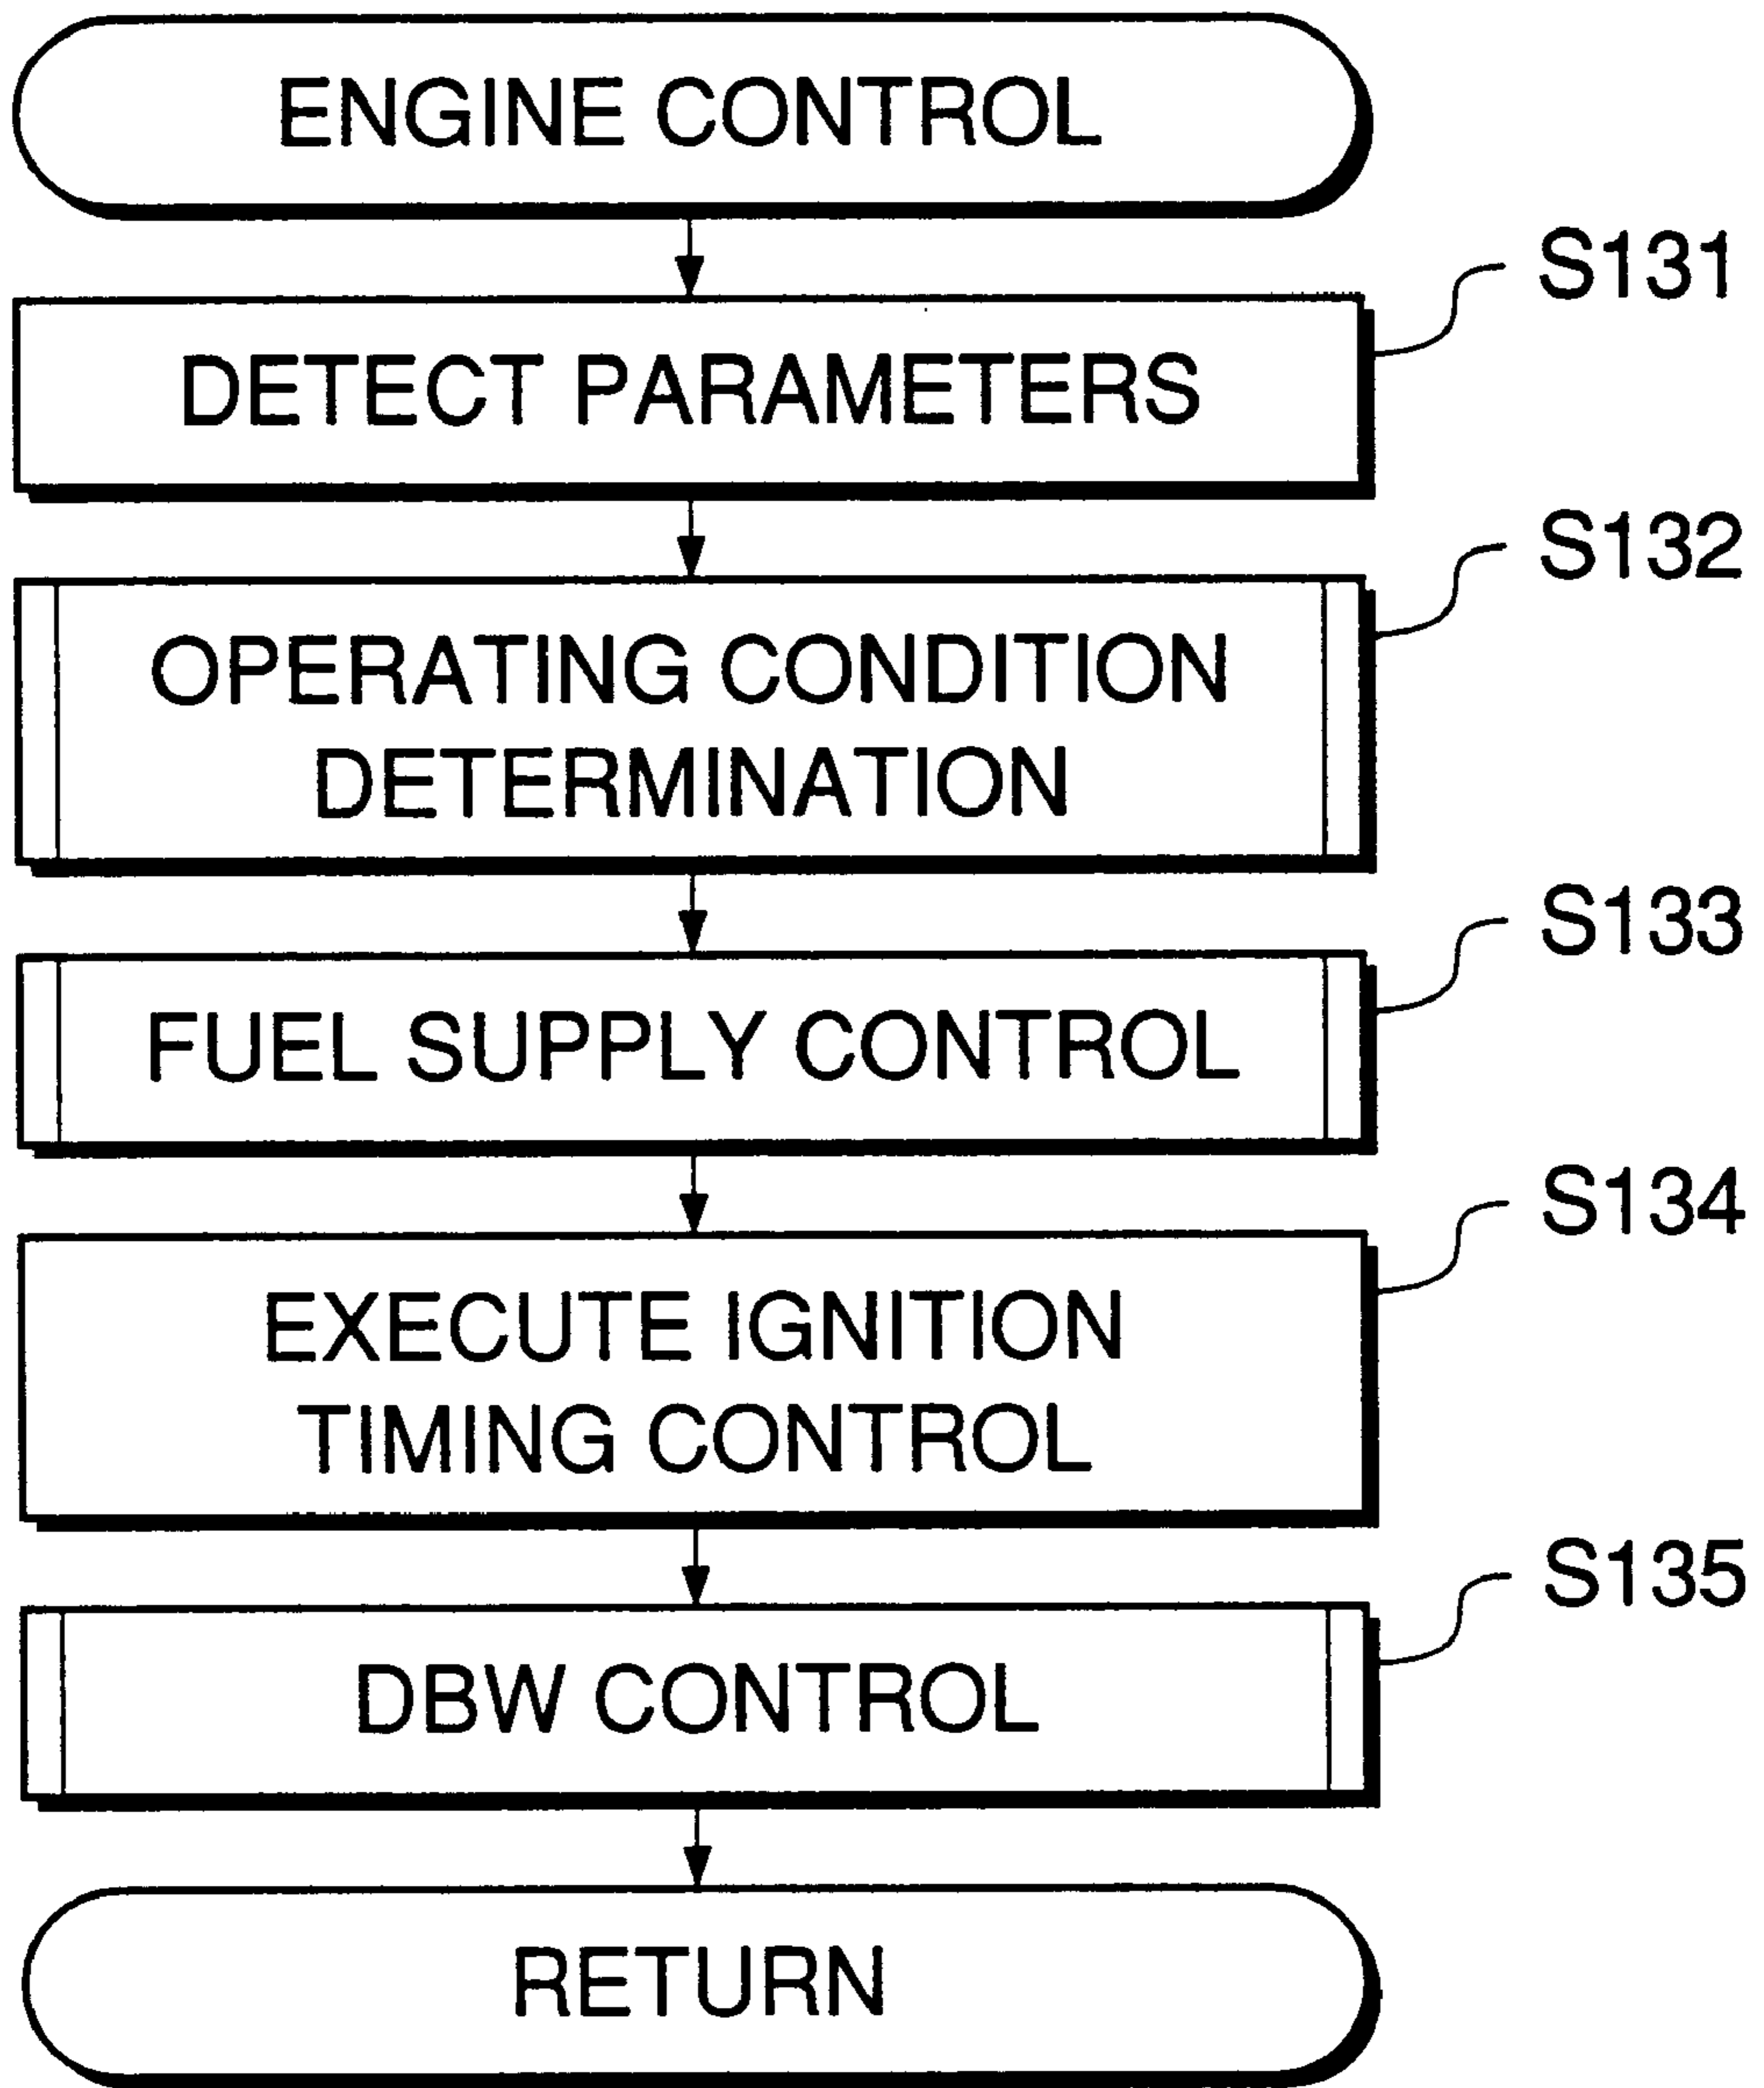 ENGINE CONTROL
S131
DETECT PARAMETERS
S132
OPERATING CONDITION
DETERMINATION
S133
FUEL SUPPLY CONTROL
S134
EXECUTE IGNITION
TIMING CONTROL
S135
DBW CONTROL
RETURN